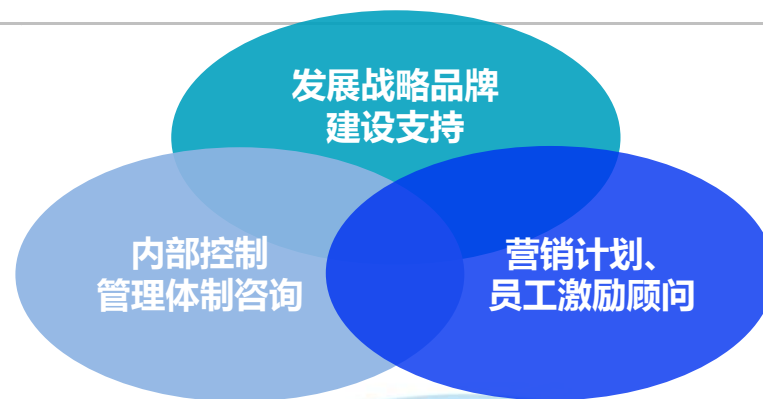 发展战略品牌
建设支持
内部控制
管理体制咨询
营销计划、
员工激励顾问